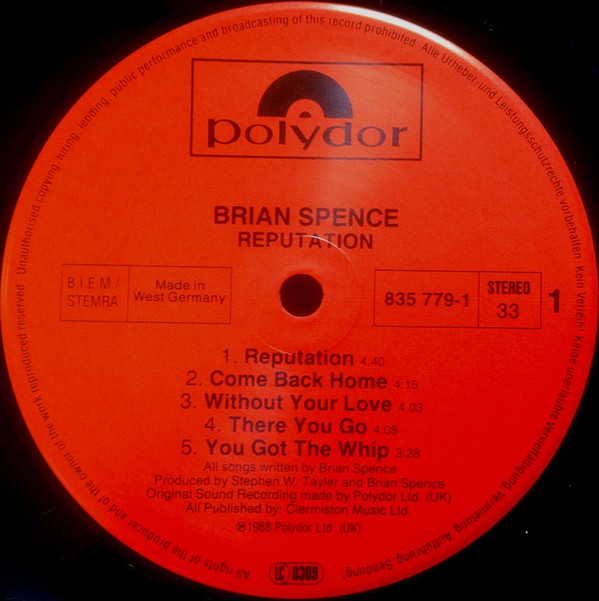 polydor
BRIAN SPENCE
REPUTATION
B.I.E.M./
STEMRA
Made in
West Germany
835 779-1
STEREO
33
1
1. Reputation 4:40
2. Come Back Home 4:15
3. Without Your Love 4:03
4. There You Go 4:08
5. You Got The Whip 3:28
All songs written by Brian Spence
Produced by Stephen W. Tayler and Brian Spence
Original Sound Recording made by Polydor Ltd. (UK)
All Published by: Clermiston Music Ltd.
℗1988 Polydor Ltd. (UK)
LC 0309
All rights of the producer and of the owner of the work reproduced reserved · Unauthorised copying, hiring, lending, public performance and broadcasting of this record prohibited · Alle Urheber-und Leistungsschutzrechte vorbehalten · Kein Verleih! Keine unerlaubte Vervielfältigung, Vermietung, Aufführung, Sendung!